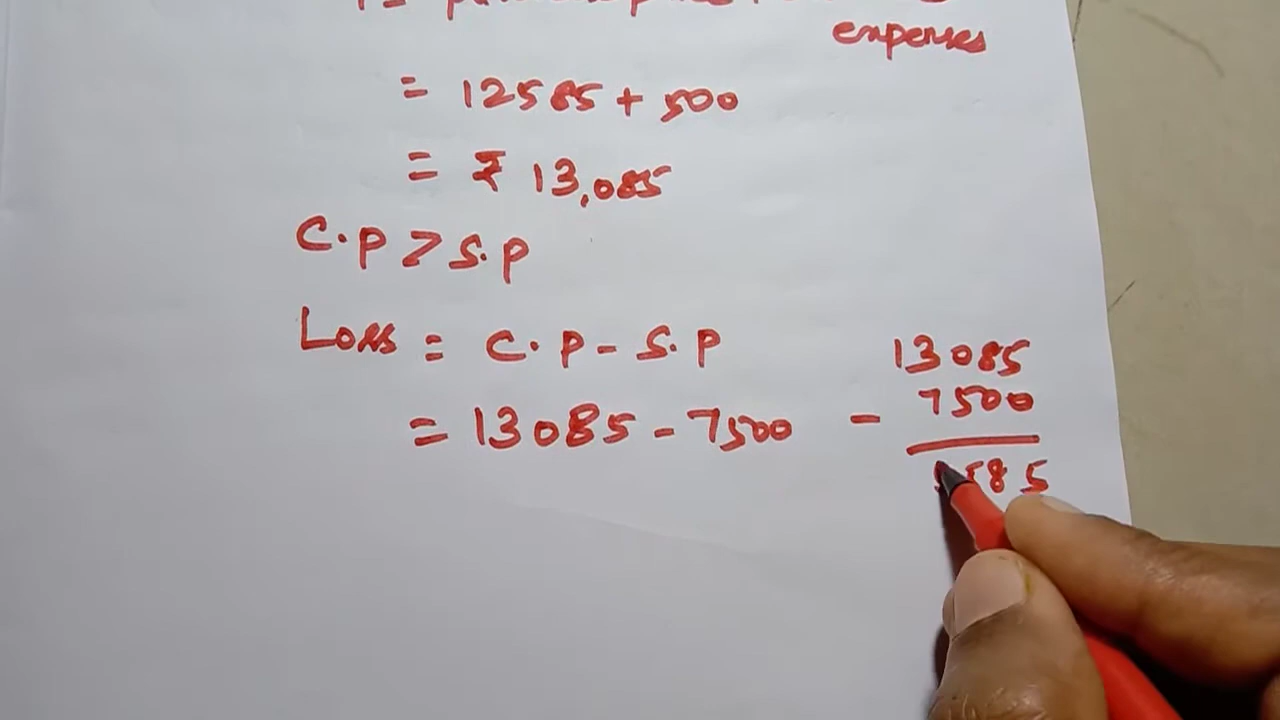 expenses
= 12585 + 500
= ₹ 13,085
C.P > S.P
Loss = C.P - S.P
= 13085 - 7500
13085
- 7500
585